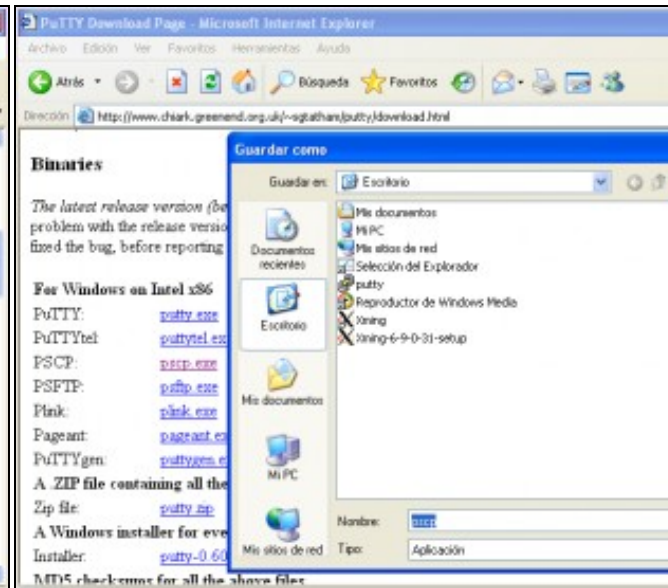 PuTTY Download Page - Microsoft Internet Explorer
Archivo Edición Ver Favoritos Herramientas Ayuda
Atrás Búsqueda Favoritos
Dirección http://www.chiark.greenend.org.uk/~sgtatham/putty/download.html
Binaries
The latest release version (be
problem with the release versio
fixed the bug, before reporting
For Windows on Intel x86
PuTTY: putty.exe
PuTTYtel: puttytel.ex
PSCP: pscp.exe
PSFTP: psftp.exe
Plink: plink.exe
Pageant: pageant.ex
PuTTYgen: puttygen.e
A .ZIP file containing all the
Zip file: putty.zip
A Windows installer for eve
Installer: putty-0.60
MD5 checksums for all the above files
Guardar como
Guardar en: Escritorio
Documentos recientes
Escritorio
Mis documentos
Mi PC
Mis sitios de red
Mis documentos
Mi PC
Mis sitios de red
Selección del Explorador
putty
Reproductor de Windows Media
Xming
Xming-6-9-0-31-setup
Nombre: pscp
Tipo: Aplicación